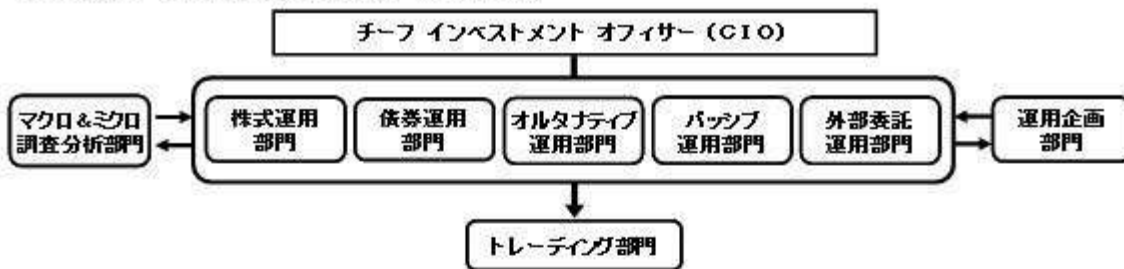 チーフ インベストメント オフィサー (CIO)
マクロ&ミクロ
調査分析部門
株式運用
部門
債券運用
部門
オルタナティブ
運用部門
パッシブ
運用部門
外部委託
運用部門
運用企画
部門
トレーディング部門